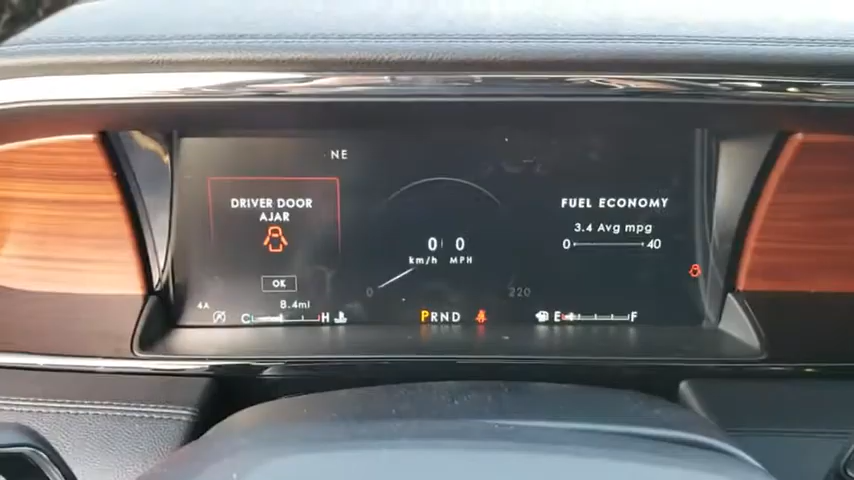 NE
DRIVER DOOR
AJAR
OK
4A
8.4mi
C H
0 0
km/h MPH
0 220
PRND
FUEL ECONOMY
3.4 Avg mpg
0 40
E F